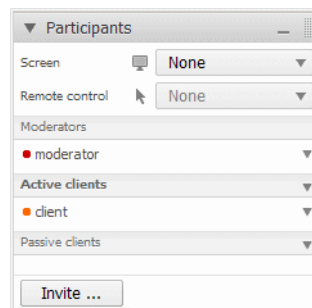 Participants
Screen None
Remote control None
Moderators
moderator
Active clients
client
Passive clients
Invite ...